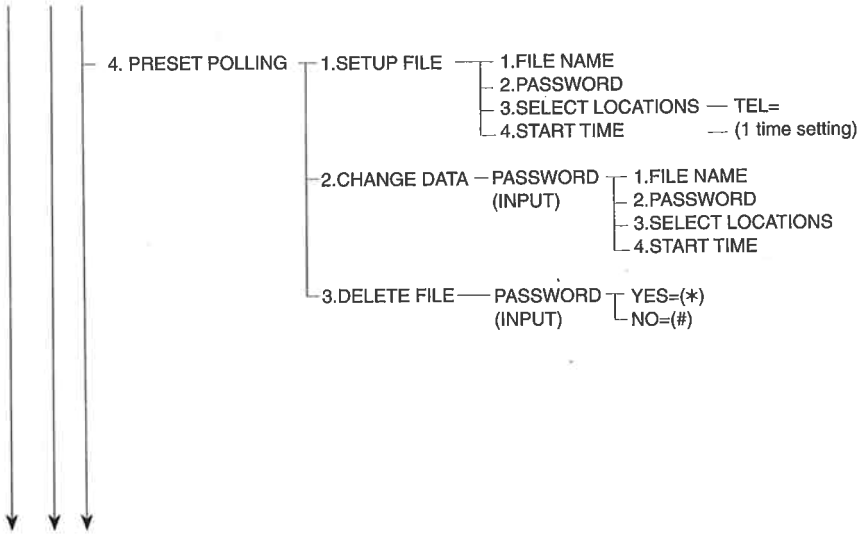 4. PRESET POLLING 1.SETUP FILE 1.FILE NAME
2.PASSWORD
3.SELECT LOCATIONS — TEL=
4.START TIME — (1 time setting)
2.CHANGE DATA — PASSWORD 1.FILE NAME
(INPUT) 2.PASSWORD
3.SELECT LOCATIONS
4.START TIME
3.DELETE FILE — PASSWORD YES=(*)
(INPUT) NO=(#)